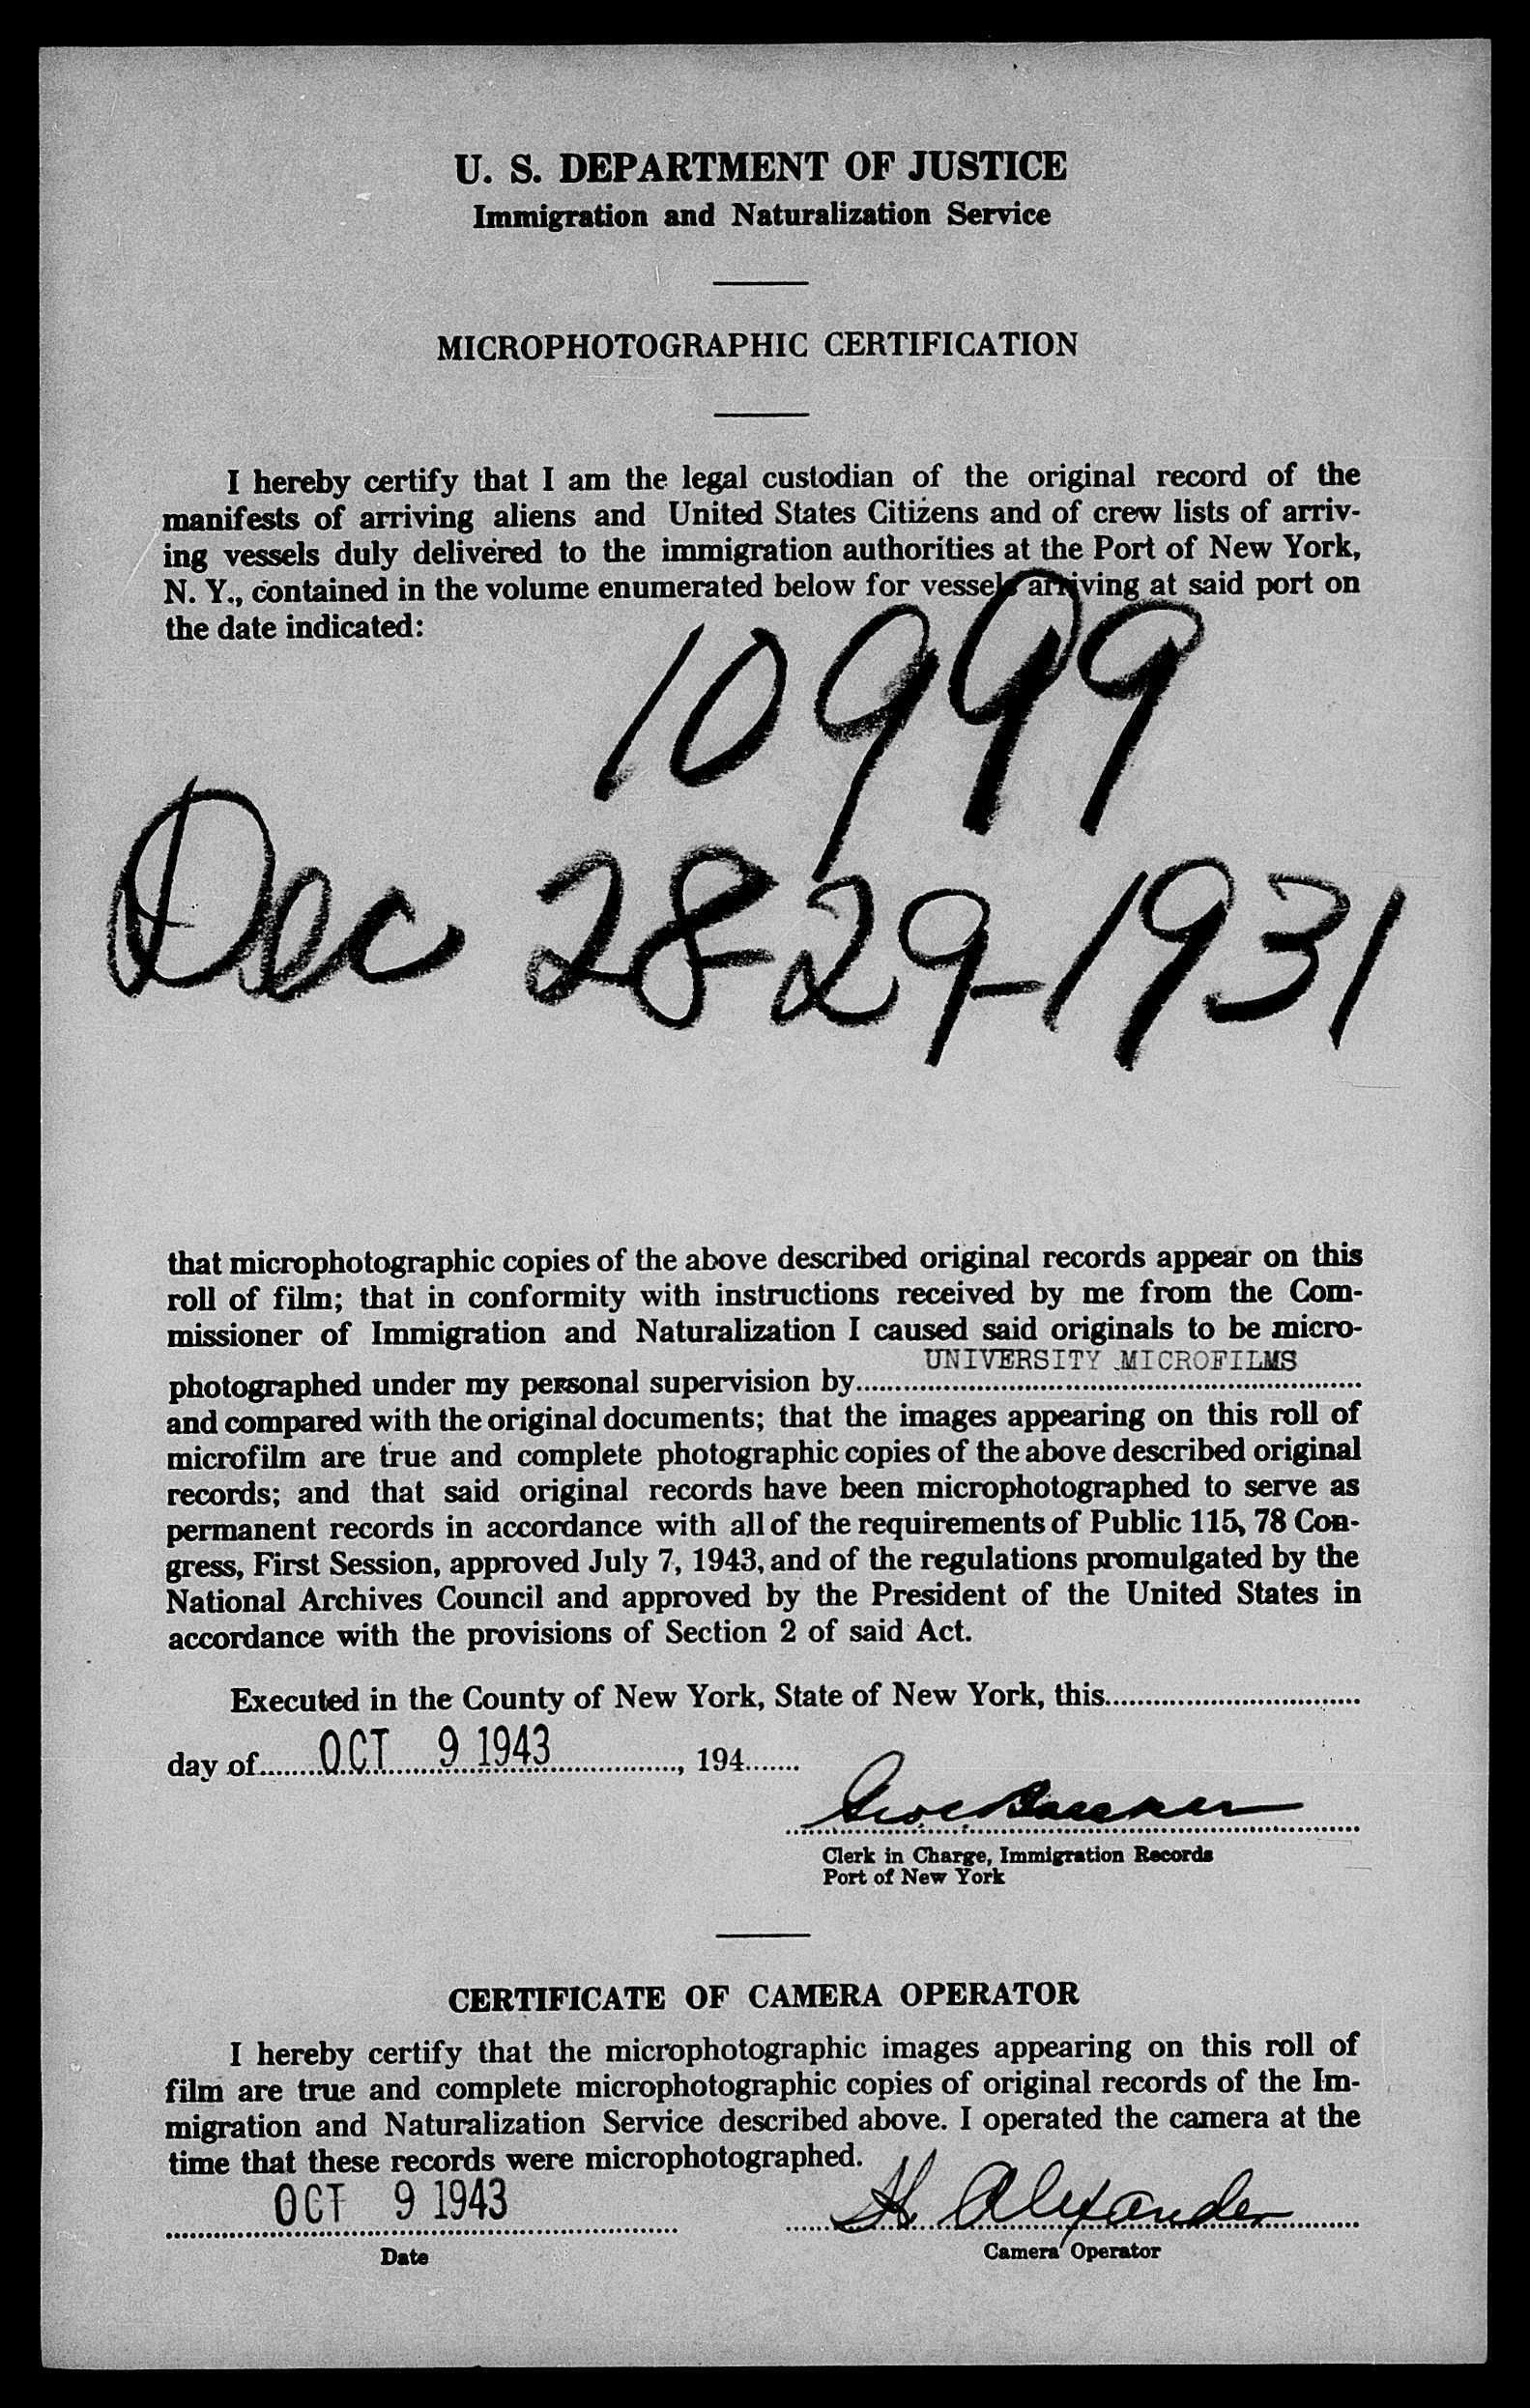 U. S. DEPARTMENT OF JUSTICE
Immigration and Naturalization Service
MICROPHOTOGRAPHIC CERTIFICATION
I hereby certify that I am the legal custodian of the original record of the
manifests of arriving aliens and United States Citizens and of crew lists of arriv-
ing vessels duly delivered to the immigration authorities at the Port of New York,
N. Y., contained in the volume enumerated below for vessels arriving at said port on
the date indicated:
10999
Dec 28-29-1931
that microphotographic copies of the above described original records appear on this
roll of film; that in conformity with instructions received by me from the Com-
missioner of Immigration and Naturalization I caused said originals to be micro-
photographed under my personal supervision by UNIVERSITY MICROFILMS
and compared with the original documents; that the images appearing on this roll of
microfilm are true and complete photographic copies of the above described original
records; and that said original records have been microphotographed to serve as
permanent records in accordance with all of the requirements of Public 115, 78 Con-
gress, First Session, approved July 7, 1943, and of the regulations promulgated by the
National Archives Council and approved by the President of the United States in
accordance with the provisions of Section 2 of said Act.
Executed in the County of New York, State of New York, this
day of OCT 9 1943, 194
Clerk in Charge, Immigration Records
Port of New York
CERTIFICATE OF CAMERA OPERATOR
I hereby certify that the microphotographic images appearing on this roll of
film are true and complete microphotographic copies of original records of the Im-
migration and Naturalization Service described above. I operated the camera at the
time that these records were microphotographed.
OCT 9 1943 H Alexander
Date Camera Operator